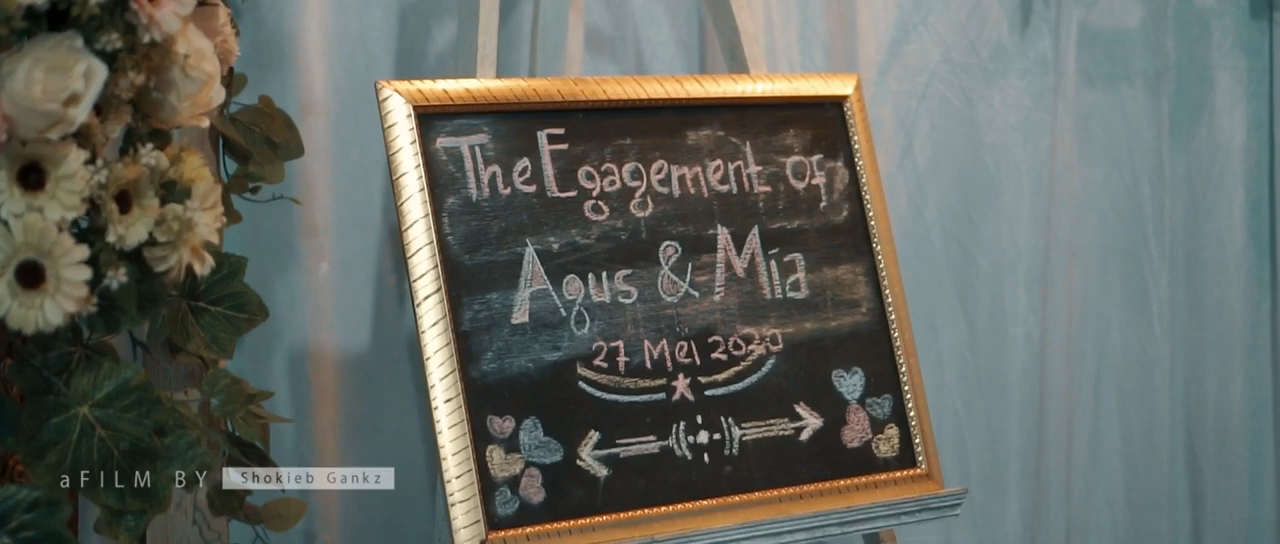 The Egagement of
Agus & Mia
27 Mei 2020
aFILM BY Shokieb Gankz